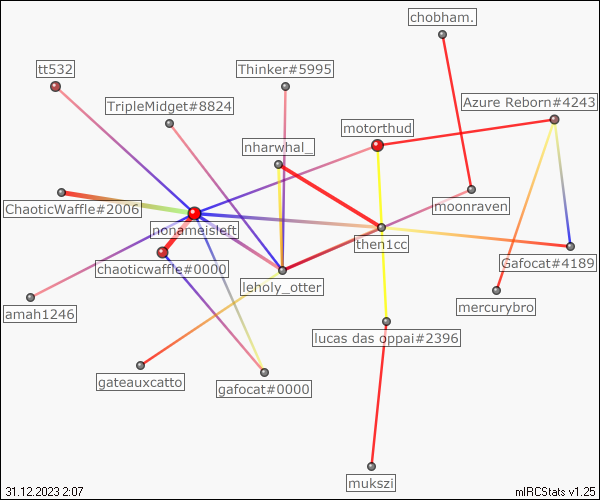 chobham.
tt532
Thinker#5995
TripleMidget#8824
Azure Reborn#4243
motorthud
nharwhal_
ChaoticWaffle#2006
moonraven
nonameisleft
then1cc
Gafocat#4189
chaoticwaffle#0000
leholy_otter
amah1246
mercurybro
lucas das oppai#2396
gateauxcatto
gafocat#0000
mukszi
31.12.2023 2:07
mIRCStats v1.25